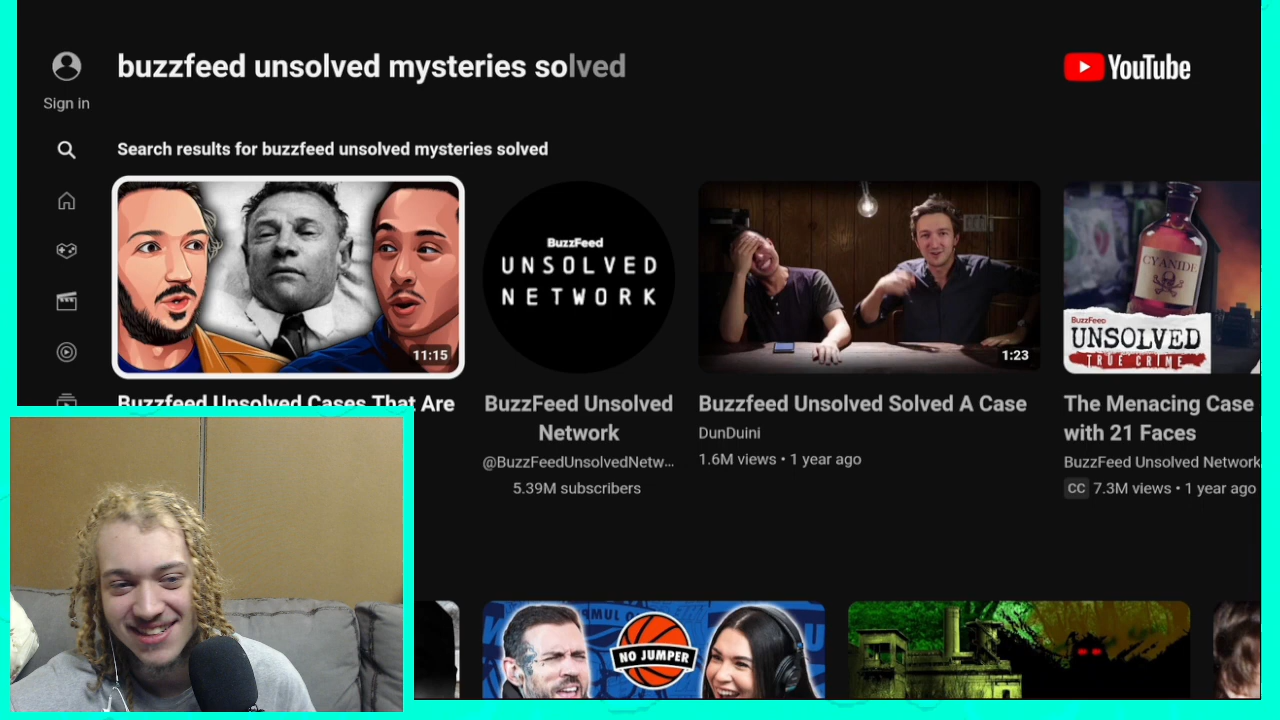 buzzfeed unsolved mysteries solved
YouTube
Sign in
Search results for buzzfeed unsolved mysteries solved
11:15
BuzzFeed
UNSOLVED
NETWORK
1:23
CYANIDE
BuzzFeed
UNSOLVED
TRUE CRIME
Buzzfeed Unsolved Cases That Are
BuzzFeed Unsolved
Network
@BuzzFeedUnsolvedNetw...
5.39M subscribers
Buzzfeed Unsolved Solved A Case
DunDuini
1.6M views • 1 year ago
The Menacing Case
with 21 Faces
BuzzFeed Unsolved Network
CC 7.3M views • 1 year ago
NO JUMPER